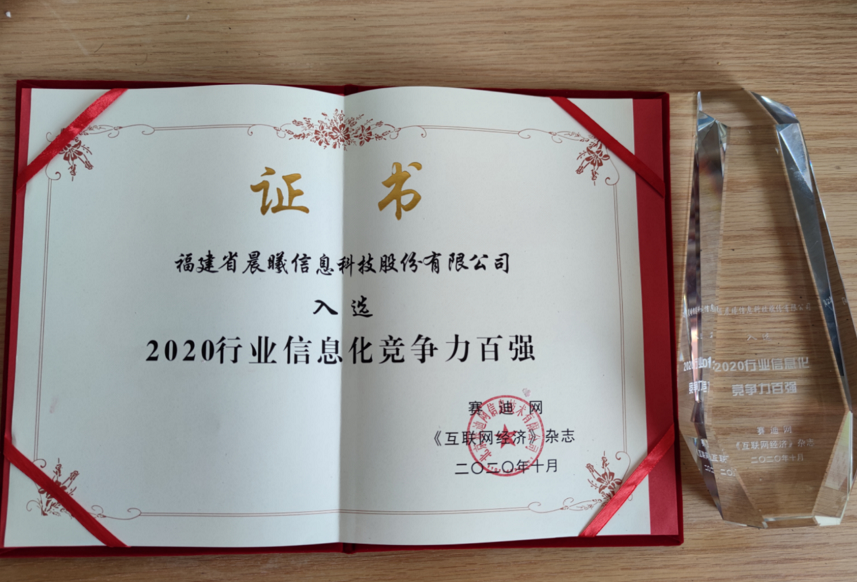 证书
福建省晨曦信息科技股份有限公司
入选
2020行业信息化竞争力百强
赛迪网
《互联网经济》杂志
二〇二〇年十月
入选
2020行业信息化
竞争力百强
赛迪网
《互联网经济》杂志
二〇二〇年十月